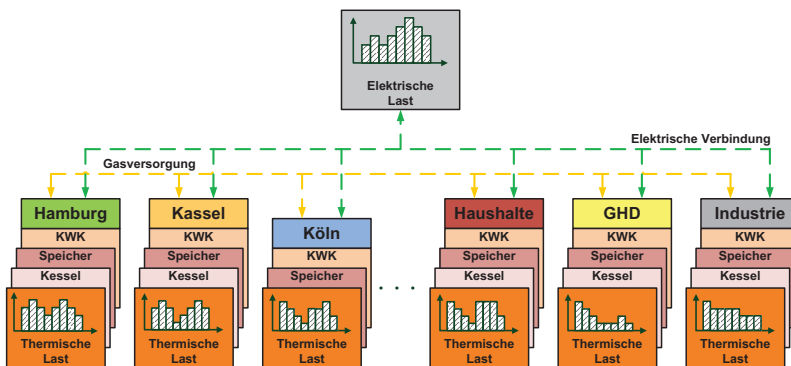 Elektrische
Last
Elektrische Verbindung
Gasversorgung
Hamburg
KWK
Speicher
Kessel
Thermische
Last
Kassel
KWK
Speicher
Kessel
Thermische
Last
Köln
KWK
Speicher
Thermische
Last
. . .
Haushalte
KWK
Speicher
Kessel
Thermische
Last
GHD
KWK
Speicher
Kessel
Thermische
Last
Industrie
KWK
Speicher
Kessel
Thermische
Last